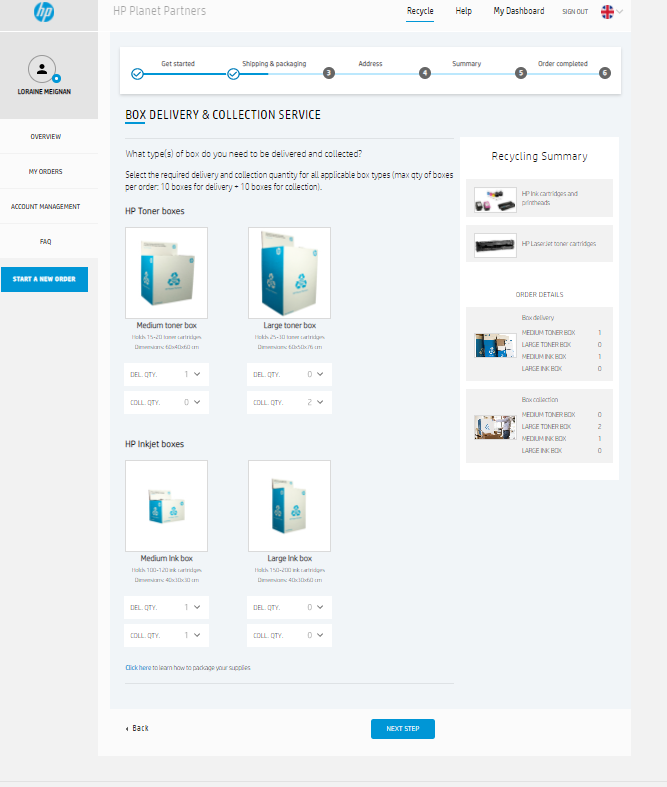 hp
HP Planet Partners
Recycle
Help
My Dashboard
SIGN OUT
LORAINE MEIGNAN
OVERVIEW
MY ORDERS
ACCOUNT MANAGEMENT
FAQ
START A NEW ORDER
Get started
Shipping & packaging
Address
Summary
Order completed
3
4
5
6
BOX DELIVERY & COLLECTION SERVICE
What type(s) of box do you need to be delivered and collected?
Select the required delivery and collection quantity for all applicable box types (max qty of boxes
per order: 10 boxes for delivery + 10 boxes for collection).
HP Toner boxes
Medium toner box
Holds 15-20 toner cartridges
Dimensions: 60x40x60 cm
DEL. QTY. 1
COLL. QTY. 0
Large toner box
Holds 25-30 toner cartridges
Dimensions: 60x50x76 cm
DEL. QTY. 0
COLL. QTY. 2
HP Inkjet boxes
Medium Ink box
Holds 100-120 ink cartridges
Dimensions: 40x30x30 cm
DEL. QTY. 1
COLL. QTY. 1
Large Ink box
Holds 150-200 ink cartridges
Dimensions: 40x30x60 cm
DEL. QTY. 0
COLL. QTY. 0
Click here to learn how to package your supplies
Back
NEXT STEP
Recycling Summary
HP Ink cartridges and
printheads
HP LaserJet toner cartridges
ORDER DETAILS
Box delivery
MEDIUM TONER BOX 1
LARGE TONER BOX 0
MEDIUM INK BOX 1
LARGE INK BOX 0
Box collection
MEDIUM TONER BOX 0
LARGE TONER BOX 2
MEDIUM INK BOX 1
LARGE INK BOX 0